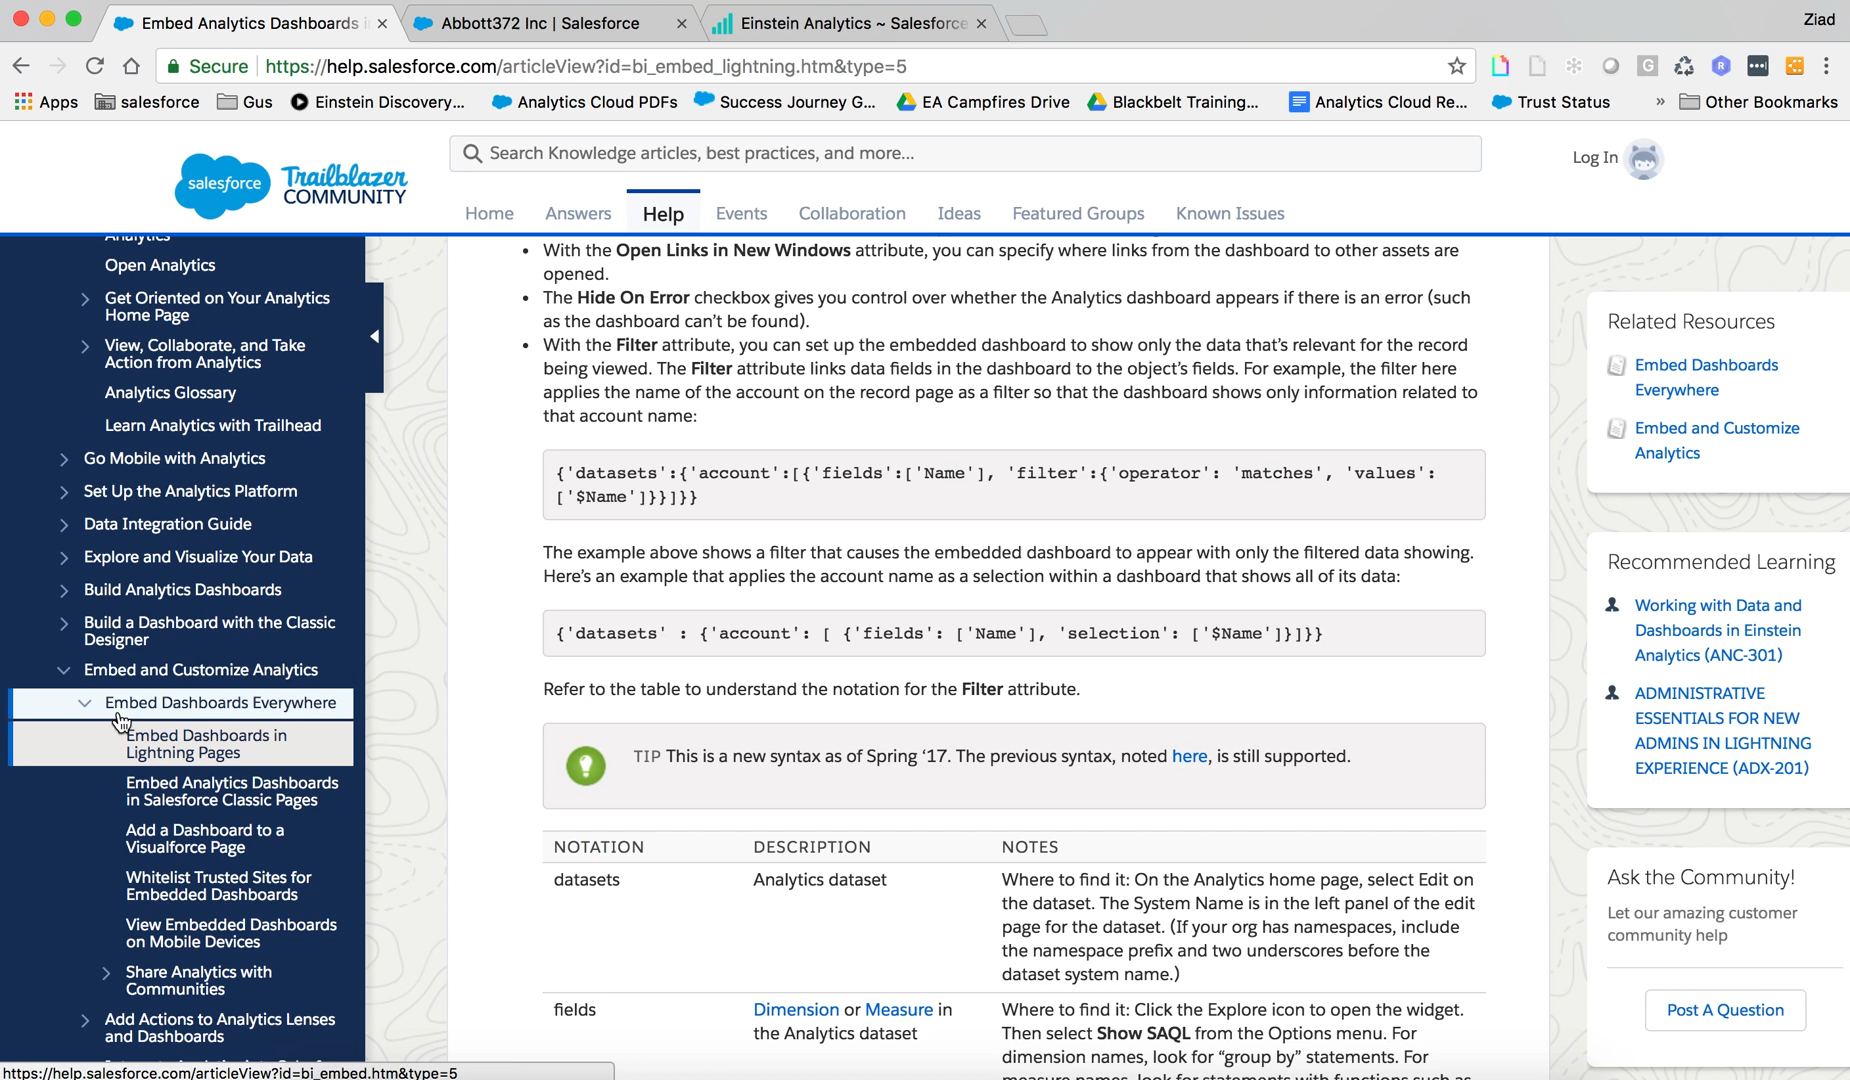 Embed Analytics Dashboards i
Abbott372 Inc | Salesforce
Einstein Analytics ~ Salesforce
Ziad
Secure
https://help.salesforce.com/articleView?id=bi_embed_lightning.htm&type=5
Apps
salesforce
Gus
Einstein Discovery...
Analytics Cloud PDFs
Success Journey G...
EA Campfires Drive
Blackbelt Training...
Analytics Cloud Re...
Trust Status
»
Other Bookmarks
salesforce
Trailblazer
COMMUNITY
Search Knowledge articles, best practices, and more...
Log In
Home
Answers
Help
Events
Collaboration
Ideas
Featured Groups
Known Issues
Analytics
Open Analytics
Get Oriented on Your Analytics
Home Page
View, Collaborate, and Take
Action from Analytics
Analytics Glossary
Learn Analytics with Trailhead
Go Mobile with Analytics
Set Up the Analytics Platform
Data Integration Guide
Explore and Visualize Your Data
Build Analytics Dashboards
Build a Dashboard with the Classic
Designer
Embed and Customize Analytics
Embed Dashboards Everywhere
Embed Dashboards in
Lightning Pages
Embed Analytics Dashboards
in Salesforce Classic Pages
Add a Dashboard to a
Visualforce Page
Whitelist Trusted Sites for
Embedded Dashboards
View Embedded Dashboards
on Mobile Devices
Share Analytics with
Communities
Add Actions to Analytics Lenses
and Dashboards
https://help.salesforce.com/articleView?id=bi_embed.htm&type=5
• With the Open Links in New Windows attribute, you can specify where links from the dashboard to other assets are
opened.
• The Hide On Error checkbox gives you control over whether the Analytics dashboard appears if there is an error (such
as the dashboard can't be found).
• With the Filter attribute, you can set up the embedded dashboard to show only the data that's relevant for the record
being viewed. The Filter attribute links data fields in the dashboard to the object's fields. For example, the filter here
applies the name of the account on the record page as a filter so that the dashboard shows only information related to
that account name:
{'datasets':{'account':[{'fields':['Name'], 'filter':{'operator': 'matches', 'values':
['$Name']}}]}}
The example above shows a filter that causes the embedded dashboard to appear with only the filtered data showing.
Here's an example that applies the account name as a selection within a dashboard that shows all of its data:
{'datasets' : {'account': [ {'fields': ['Name'], 'selection': ['$Name']}]}}
Refer to the table to understand the notation for the Filter attribute.
TIP This is a new syntax as of Spring '17. The previous syntax, noted here, is still supported.
NOTATION
DESCRIPTION
NOTES
datasets
Analytics dataset
Where to find it: On the Analytics home page, select Edit on
the dataset. The System Name is in the left panel of the edit
page for the dataset. (If your org has namespaces, include
the namespace prefix and two underscores before the
dataset system name.)
fields
Dimension or Measure in
the Analytics dataset
Where to find it: Click the Explore icon to open the widget.
Then select Show SAQL from the Options menu. For
dimension names, look for "group by" statements. For
measure names, look for statements with functions such as
Related Resources
Embed Dashboards
Everywhere
Embed and Customize
Analytics
Recommended Learning
Working with Data and
Dashboards in Einstein
Analytics (ANC-301)
ADMINISTRATIVE
ESSENTIALS FOR NEW
ADMINS IN LIGHTNING
EXPERIENCE (ADX-201)
Ask the Community!
Let our amazing customer
community help
Post A Question